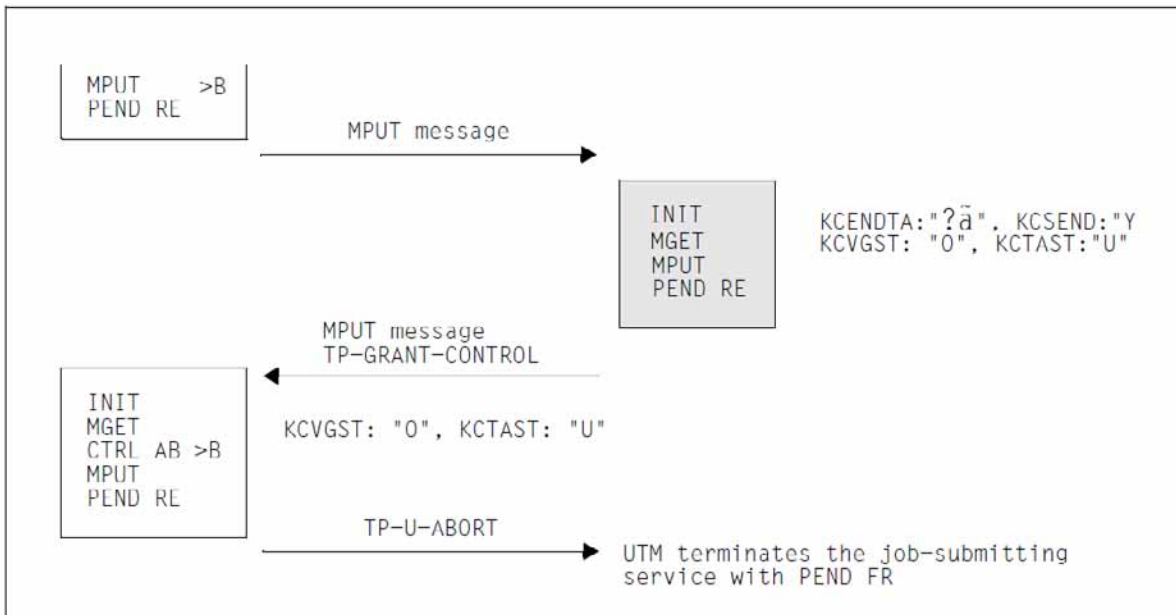 MPUT >B
PEND RE
MPUT message
INIT
MGET
MPUT
PEND RE
KCENDTA:"?ã", KCSEND:"Y
KCVGST: "O", KCTAST:"U"
MPUT message
TP-GRANT-CONTROL
INIT
MGET
CTRL AB >B
MPUT
PEND RE
KCVGST: "O", KCTAST: "U"
TP-U-ABORT
UTM terminates the job-submitting
service with PEND FR